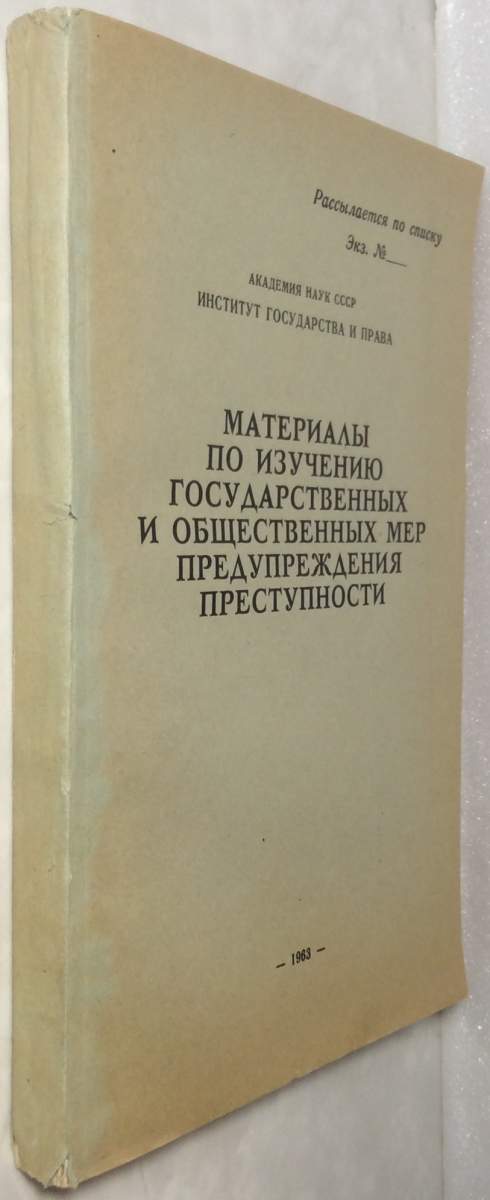 Рассылается по списку
Экз. №___
АКАДЕМИЯ НАУК СССР
ИНСТИТУТ ГОСУДАРСТВА И ПРАВА
МАТЕРИАЛЫ
ПО ИЗУЧЕНИЮ
ГОСУДАРСТВЕННЫХ
И ОБЩЕСТВЕННЫХ МЕР
ПРЕДУПРЕЖДЕНИЯ
ПРЕСТУПНОСТИ
– 1963 –